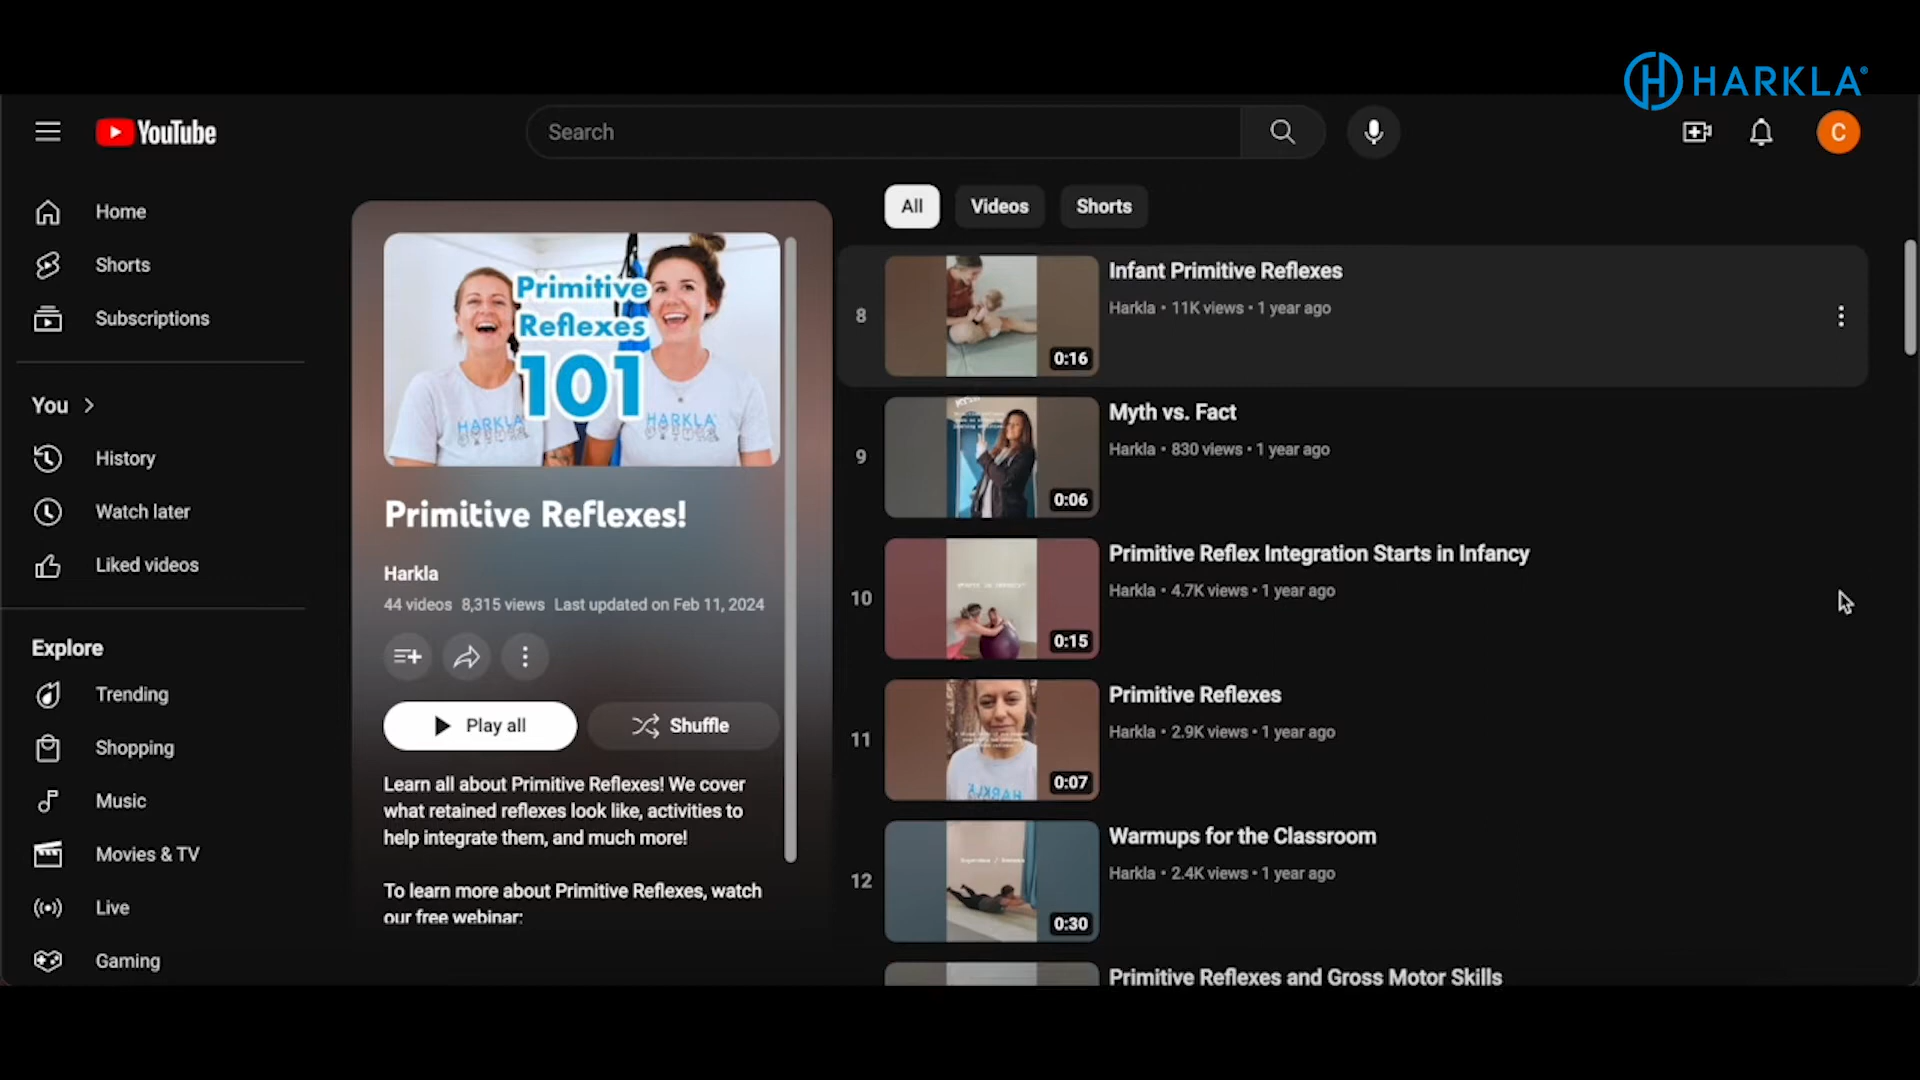 HARKLA®
YouTube
Search
C
Home
Shorts
Subscriptions
You
History
Watch later
Liked videos
Explore
Trending
Shopping
Music
Movies & TV
Live
Gaming
Primitive
Reflexes
101
HARKLA
HARKLA
Primitive Reflexes!
Harkla
44 videos 8,315 views Last updated on Feb 11, 2024
Play all
Shuffle
Learn all about Primitive Reflexes! We cover
what retained reflexes look like, activities to
help integrate them, and much more!
To learn more about Primitive Reflexes, watch
our free webinar:
All
Videos
Shorts
8
0:16
Infant Primitive Reflexes
Harkla • 11K views • 1 year ago
9
0:06
Myth vs. Fact
Harkla • 830 views • 1 year ago
10
0:15
Primitive Reflex Integration Starts in Infancy
Harkla • 4.7K views • 1 year ago
11
HARKLA
0:07
Primitive Reflexes
Harkla • 2.9K views • 1 year ago
12
0:30
Warmups for the Classroom
Harkla • 2.4K views • 1 year ago
Primitive Reflexes and Gross Motor Skills